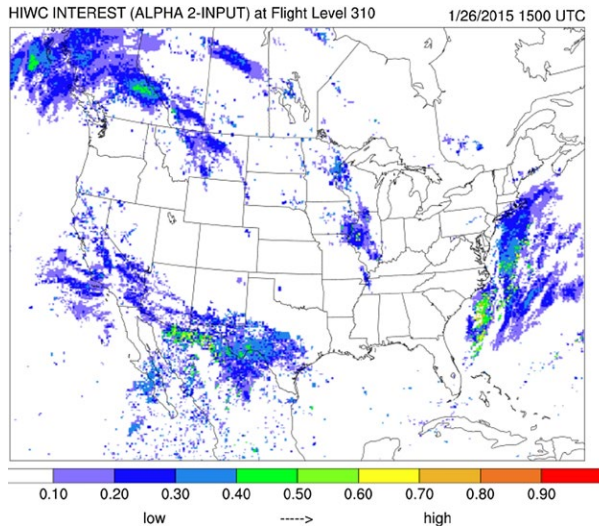 HIWC INTEREST (ALPHA 2-INPUT) at Flight Level 310 1/26/2015 1500 UTC
0.10 0.20 0.30 0.40 0.50 0.60 0.70 0.80 0.90
low -----> high